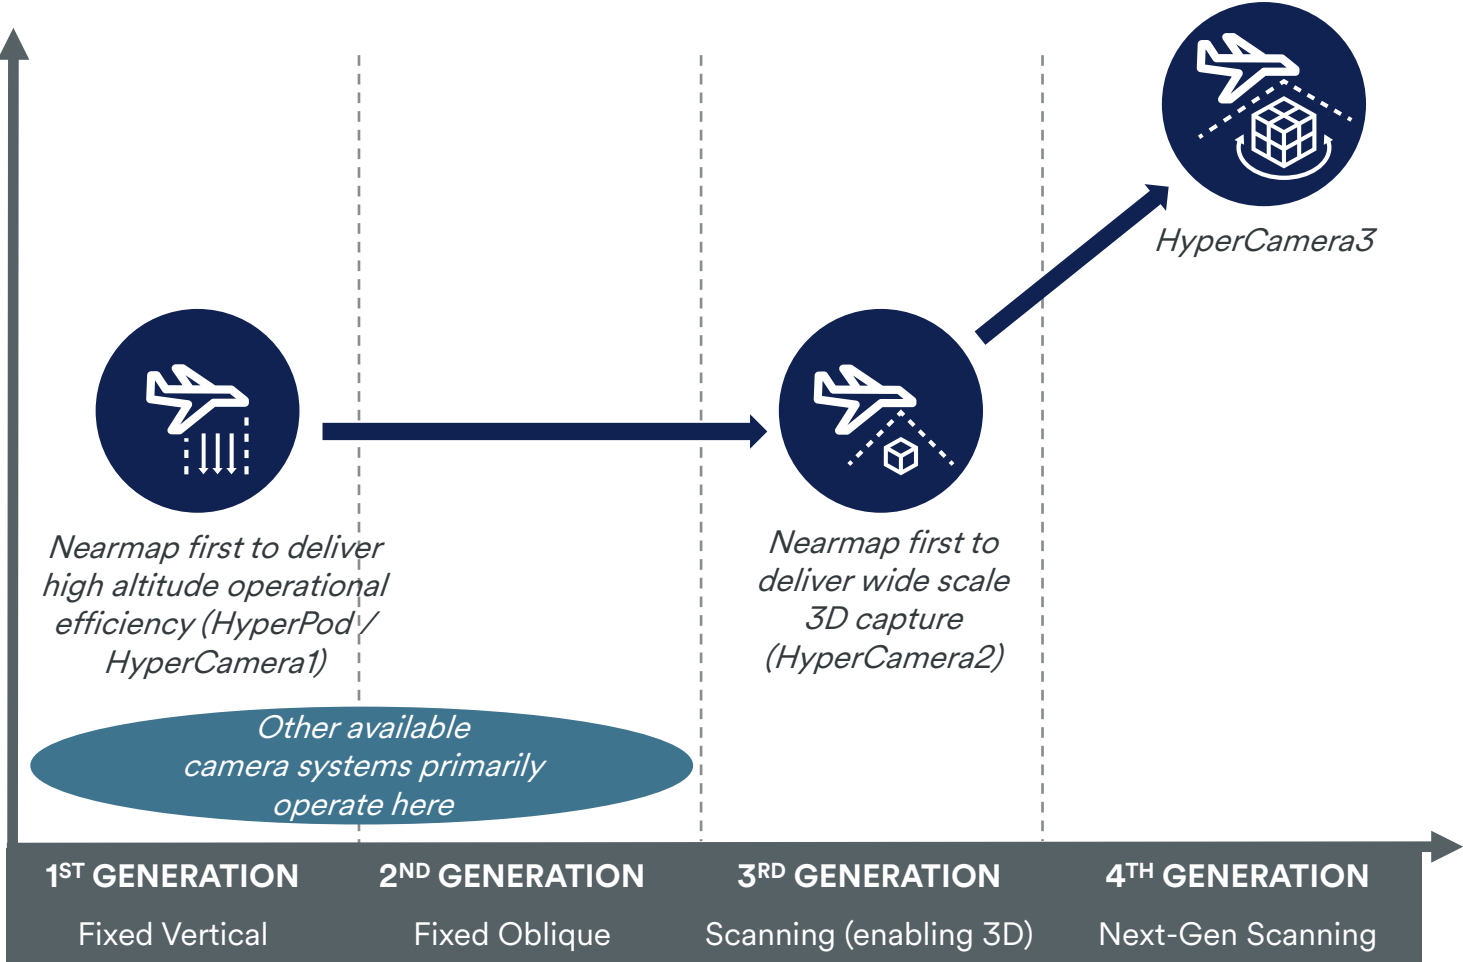 HyperCamera3
Nearmap first to deliver
high altitude operational
efficiency (HyperPod /
HyperCamera1)
Nearmap first to
deliver wide scale
3D capture
(HyperCamera2)
Other available
camera systems primarily
operate here
1ST GENERATION
Fixed Vertical
2ND GENERATION
Fixed Oblique
3RD GENERATION
Scanning (enabling 3D)
4TH GENERATION
Next-Gen Scanning